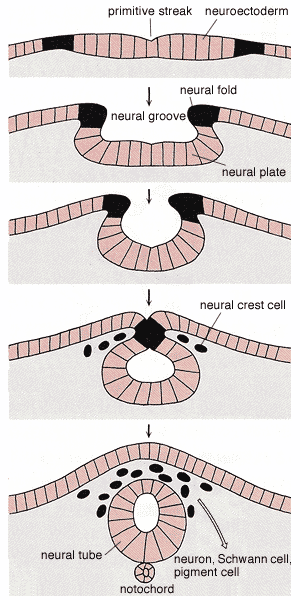 primitive streak neuroectoderm
neural fold
neural groove
neural plate
neural crest cell
neural tube
neuron, Schwann cell,
pigment cell
notochord